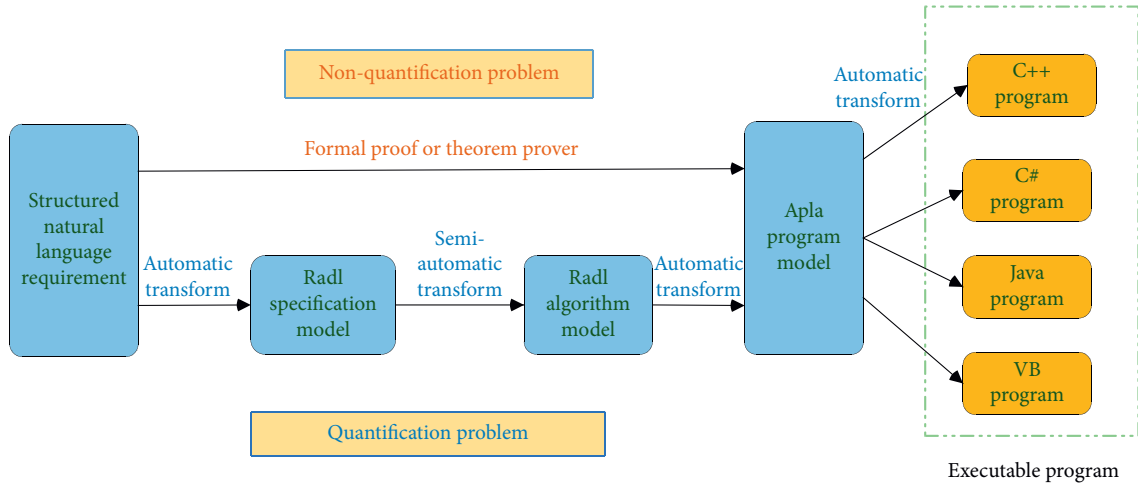 Non-quantification problem
Formal proof or theorem prover
Structured
natural
language
requirement
Automatic
transform
Radl
specification
model
Semi-
automatic
transform
Radl
algorithm
model
Automatic
transform
Apla
program
model
Automatic
transform
C++
program
C#
program
Java
program
VB
program
Quantification problem
Executable program